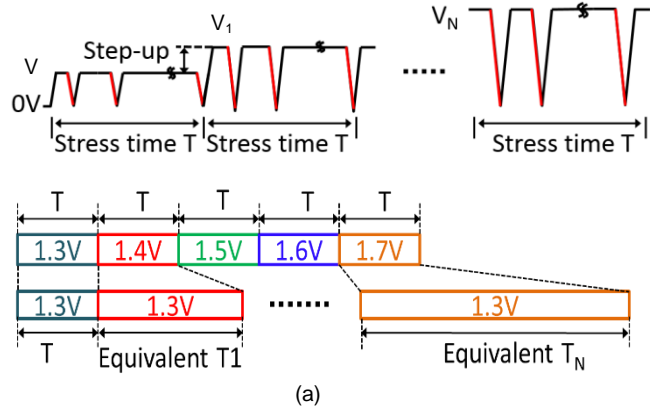 V₁
V_N
Step-up
V
0V
Stress time T Stress time T Stress time T
T T T T T
1.3V 1.4V 1.5V 1.6V 1.7V
1.3V 1.3V 1.3V
T Equivalent T1 Equivalent T_N
(a)